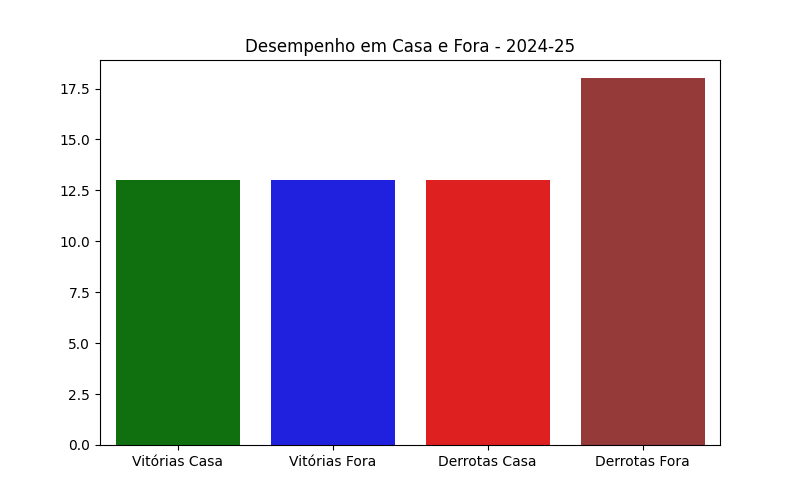 Desempenho em Casa e Fora - 2024-25
17.5
15.0
12.5
10.0
7.5
5.0
2.5
0.0
Vitórias Casa
Vitórias Fora
Derrotas Casa
Derrotas Fora